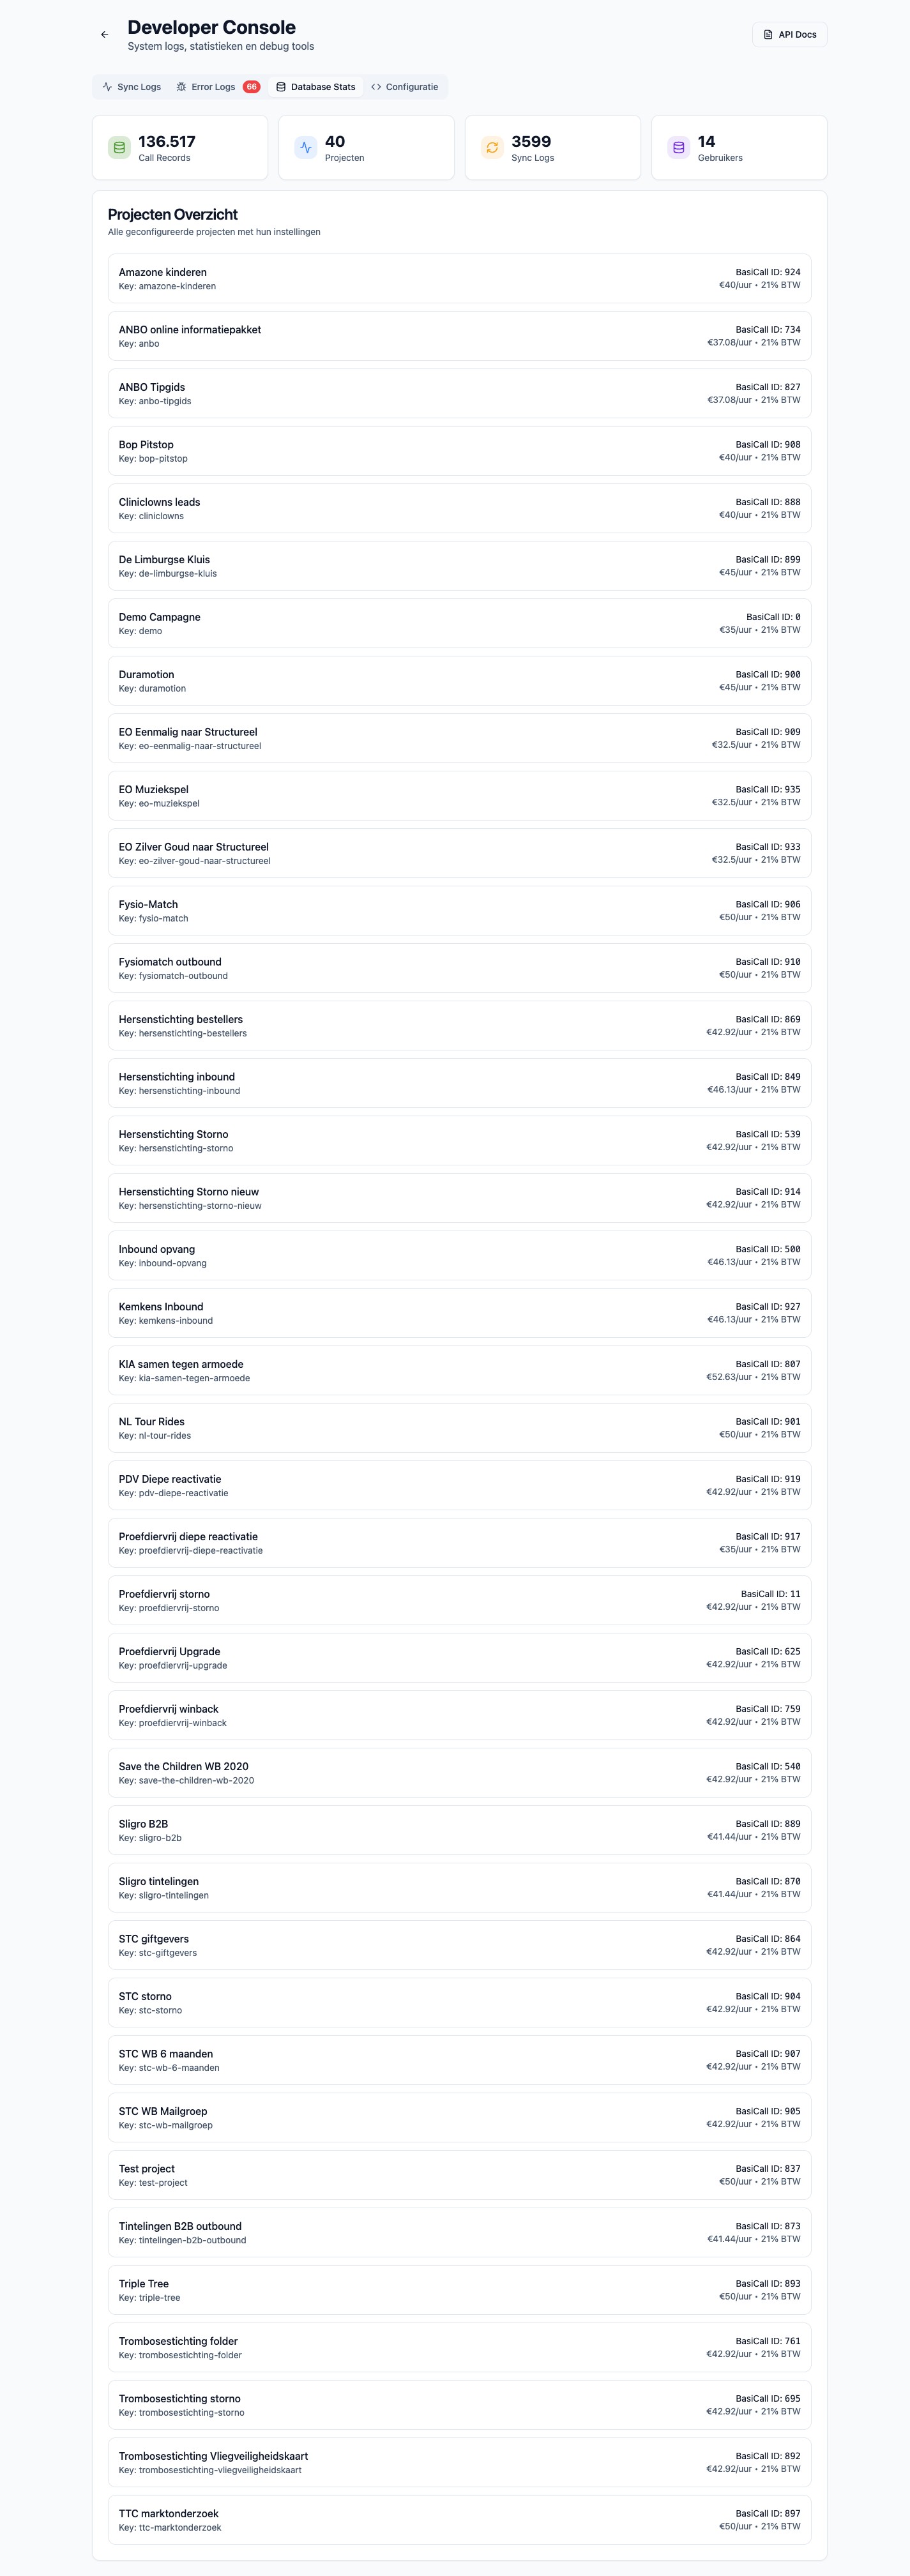 Developer Console
System logs, statistieken en debug tools
API Docs
Sync Logs
Error Logs 66
Database Stats
Configuratie
136.517
Call Records
40
Projecten
3599
Sync Logs
14
Gebruikers
Projecten Overzicht
Alle geconfigureerde projecten met hun instellingen
Amazone kinderen
Key: amazone-kinderen
BasiCall ID: 924
€40/uur • 21% BTW
ANBO online informatiepakket
Key: anbo
BasiCall ID: 734
€37.08/uur • 21% BTW
ANBO Tipgids
Key: anbo-tipgids
BasiCall ID: 827
€37.08/uur • 21% BTW
Bop Pitstop
Key: bop-pitstop
BasiCall ID: 908
€40/uur • 21% BTW
Cliniclowns leads
Key: cliniclowns
BasiCall ID: 888
€40/uur • 21% BTW
De Limburgse Kluis
Key: de-limburgse-kluis
BasiCall ID: 899
€45/uur • 21% BTW
Demo Campagne
Key: demo
BasiCall ID: 0
€35/uur • 21% BTW
Duramotion
Key: duramotion
BasiCall ID: 900
€45/uur • 21% BTW
EO Eenmalig naar Structureel
Key: eo-eenmalig-naar-structureel
BasiCall ID: 909
€32.5/uur • 21% BTW
EO Muziekspel
Key: eo-muziekspel
BasiCall ID: 935
€32.5/uur • 21% BTW
EO Zilver Goud naar Structureel
Key: eo-zilver-goud-naar-structureel
BasiCall ID: 933
€32.5/uur • 21% BTW
Fysio-Match
Key: fysio-match
BasiCall ID: 906
€50/uur • 21% BTW
Fysiomatch outbound
Key: fysiomatch-outbound
BasiCall ID: 910
€50/uur • 21% BTW
Hersenstichting bestellers
Key: hersenstichting-bestellers
BasiCall ID: 869
€42.92/uur • 21% BTW
Hersenstichting inbound
Key: hersenstichting-inbound
BasiCall ID: 849
€46.13/uur • 21% BTW
Hersenstichting Storno
Key: hersenstichting-storno
BasiCall ID: 539
€42.92/uur • 21% BTW
Hersenstichting Storno nieuw
Key: hersenstichting-storno-nieuw
BasiCall ID: 914
€42.92/uur • 21% BTW
Inbound opvang
Key: inbound-opvang
BasiCall ID: 500
€46.13/uur • 21% BTW
Kemkens Inbound
Key: kemkens-inbound
BasiCall ID: 927
€46.13/uur • 21% BTW
KIA samen tegen armoede
Key: kia-samen-tegen-armoede
BasiCall ID: 807
€52.63/uur • 21% BTW
NL Tour Rides
Key: nl-tour-rides
BasiCall ID: 901
€50/uur • 21% BTW
PDV Diepe reactivatie
Key: pdv-diepe-reactivatie
BasiCall ID: 919
€42.92/uur • 21% BTW
Proefdiervrij diepe reactivatie
Key: proefdiervrij-diepe-reactivatie
BasiCall ID: 917
€35/uur • 21% BTW
Proefdiervrij storno
Key: proefdiervrij-storno
BasiCall ID: 11
€42.92/uur • 21% BTW
Proefdiervrij Upgrade
Key: proefdiervrij-upgrade
BasiCall ID: 625
€42.92/uur • 21% BTW
Proefdiervrij winback
Key: proefdiervrij-winback
BasiCall ID: 759
€42.92/uur • 21% BTW
Save the Children WB 2020
Key: save-the-children-wb-2020
BasiCall ID: 540
€42.92/uur • 21% BTW
Sligro B2B
Key: sligro-b2b
BasiCall ID: 889
€41.44/uur • 21% BTW
Sligro tintelingen
Key: sligro-tintelingen
BasiCall ID: 870
€41.44/uur • 21% BTW
STC giftgevers
Key: stc-giftgevers
BasiCall ID: 864
€42.92/uur • 21% BTW
STC storno
Key: stc-storno
BasiCall ID: 904
€42.92/uur • 21% BTW
STC WB 6 maanden
Key: stc-wb-6-maanden
BasiCall ID: 907
€42.92/uur • 21% BTW
STC WB Mailgroep
Key: stc-wb-mailgroep
BasiCall ID: 905
€42.92/uur • 21% BTW
Test project
Key: test-project
BasiCall ID: 837
€50/uur • 21% BTW
Tintelingen B2B outbound
Key: tintelingen-b2b-outbound
BasiCall ID: 873
€41.44/uur • 21% BTW
Triple Tree
Key: triple-tree
BasiCall ID: 893
€50/uur • 21% BTW
Trombosestichting folder
Key: trombosestichting-folder
BasiCall ID: 761
€42.92/uur • 21% BTW
Trombosestichting storno
Key: trombosestichting-storno
BasiCall ID: 695
€42.92/uur • 21% BTW
Trombosestichting Vliegveiligheidskaart
Key: trombosestichting-vliegveiligheidskaart
BasiCall ID: 892
€42.92/uur • 21% BTW
TTC marktonderzoek
Key: ttc-marktonderzoek
BasiCall ID: 897
€50/uur • 21% BTW